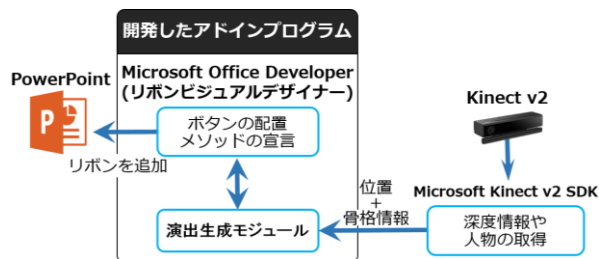 開発したアドインプログラム
PowerPoint
P
Microsoft Office Developer
(リボンビジュアルデザイナー)
ボタンの配置
メソッドの宣言
リボンを追加
演出生成モジュール
位置
+
骨格情報
Kinect v2
Microsoft Kinect v2 SDK
深度情報や
人物の取得